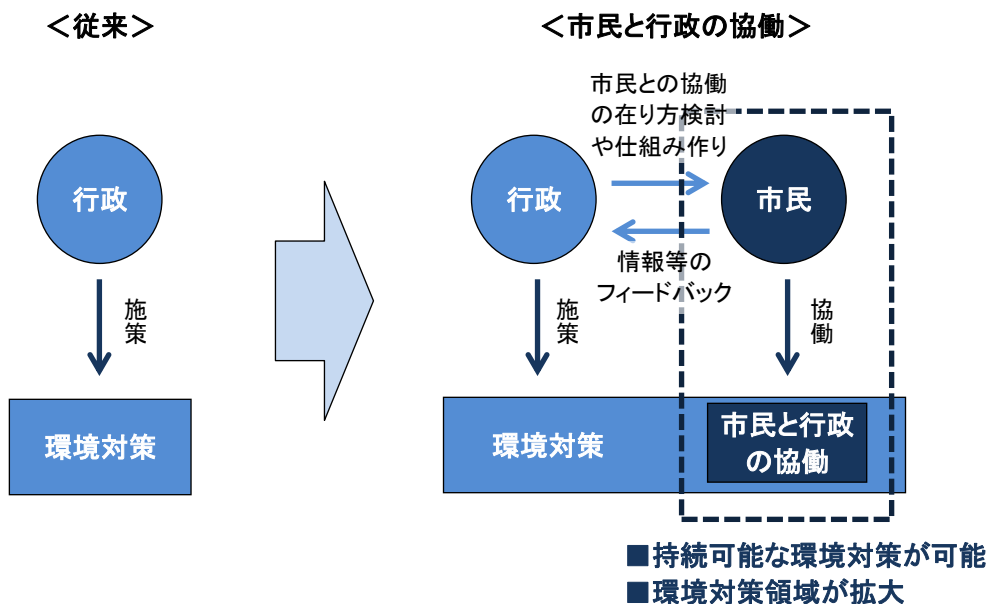 ＜従来＞
行政
施策
環境対策
＜市民と行政の協働＞
市民との協働
の在り方検討
や仕組み作り
行政
市民
情報等の
フィードバック
施策
協働
環境対策
市民と行政
の協働
■持続可能な環境対策が可能
■環境対策領域が拡大